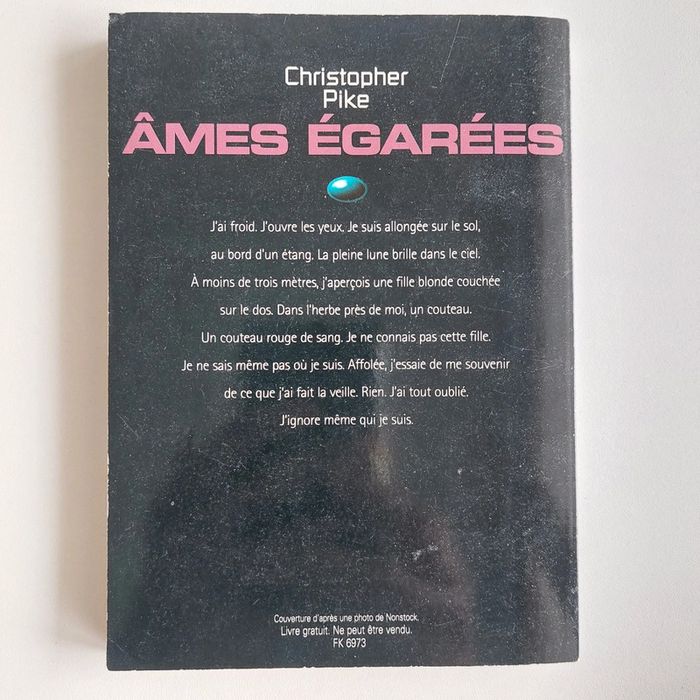 Christopher
Pike
ÂMES ÉGARÉES
J'ai froid. J'ouvre les yeux. Je suis allongée sur le sol,
au bord d'un étang. La pleine lune brille dans le ciel.
À moins de trois mètres, j'aperçois une fille blonde couchée
sur le dos. Dans l'herbe près de moi, un couteau.
Un couteau rouge de sang. Je ne connais pas cette fille.
Je ne sais même pas où je suis. Affolée, j'essaie de me souvenir
de ce que j'ai fait la veille. Rien. J'ai tout oublié.
J'ignore même qui je suis.
Couverture d'après une photo de Nonstock.
Livre gratuit. Ne peut être vendu.
FK 6973